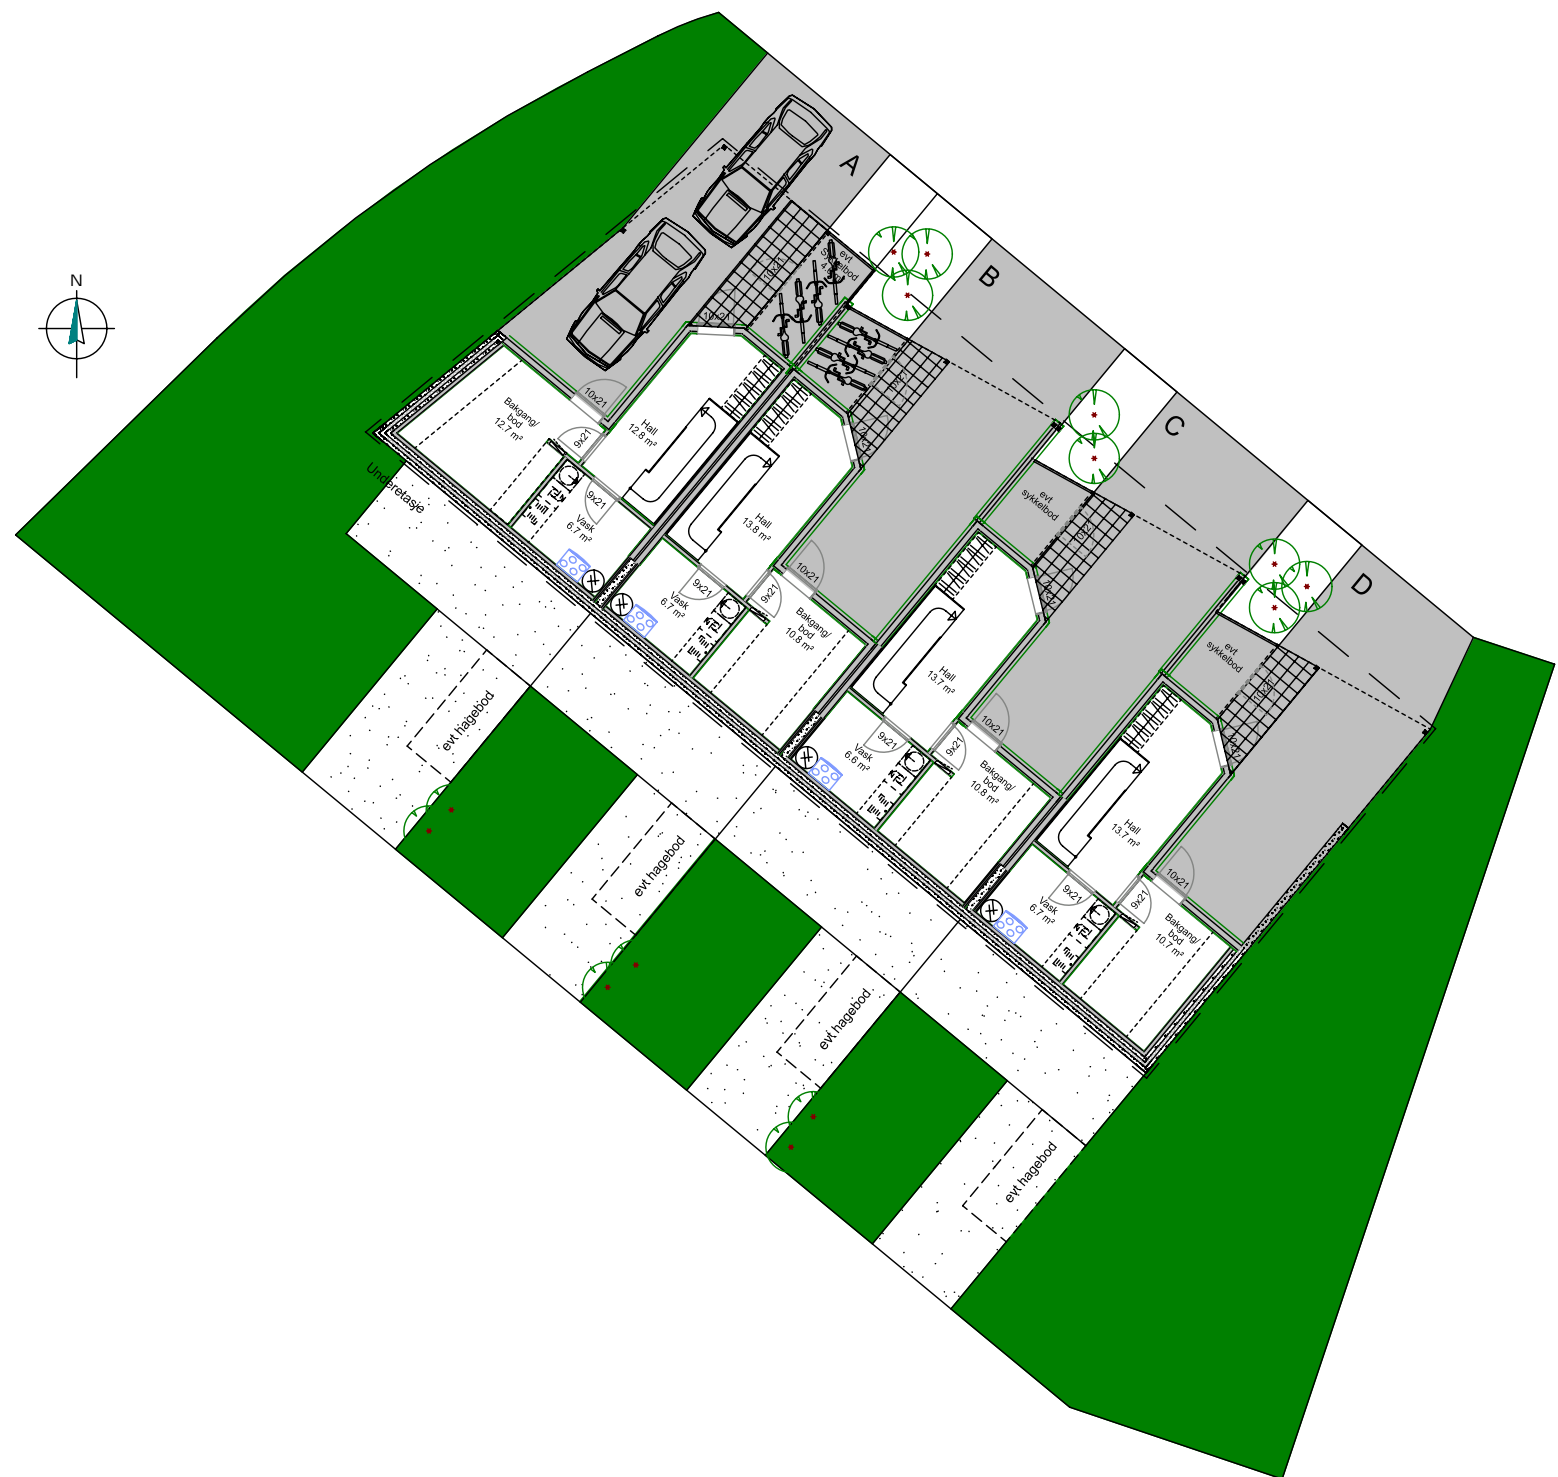 N
A
B
C
D
evt
Sykkelbod
10x21
10x21
Bakgang/
bod
12.7 m²
10x21
9x21
Hall
12.8 m²
9x21
Vask
6.7 m²
Underetasje
Hall
13.8 m²
10x21
9x21
9x21
Vask
6.7 m²
Bakgang/
bod
10.8 m²
evt
sykkelbod
Hall
13.7 m²
10x21
9x21
9x21
Vask
6.6 m²
Bakgang/
bod
10.8 m²
evt
sykkelbod
10x21
Hall
13.7 m²
10x21
9x21
9x21
Vask
6.7 m²
Bakgang/
bod
10.7 m²
evt hagebod
evt hagebod
evt hagebod
evt hagebod